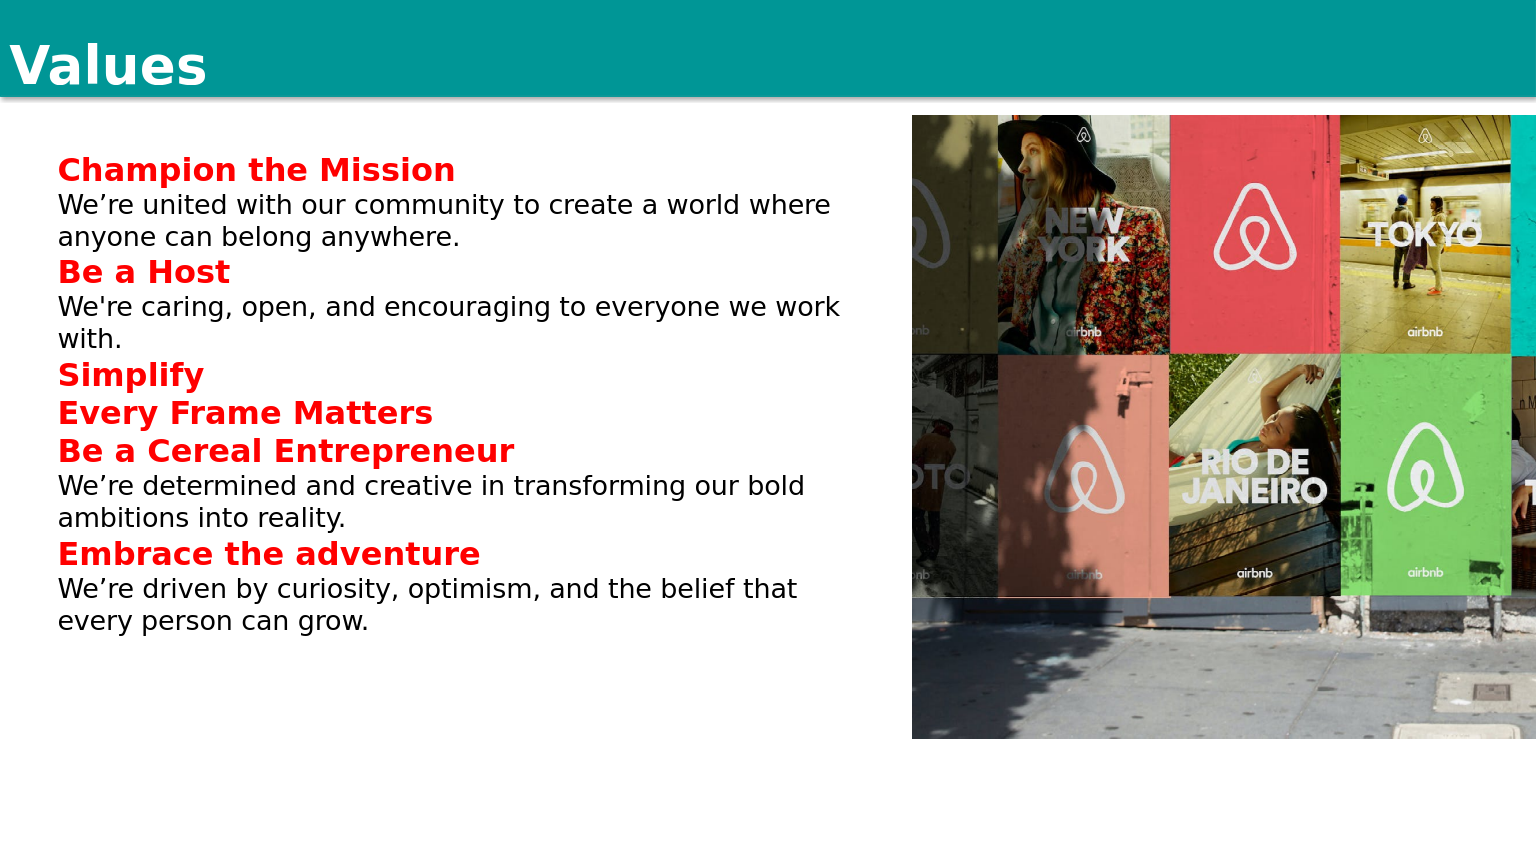 Values
Champion the Mission
We’re united with our community to create a world where
anyone can belong anywhere.
Be a Host
We're caring, open, and encouraging to everyone we work
with.
Simplify
Every Frame Matters
Be a Cereal Entrepreneur
We’re determined and creative in transforming our bold
ambitions into reality.
Embrace the adventure
We’re driven by curiosity, optimism, and the belief that
every person can grow.
NEW
YORK
airbnb
TOKYO
airbnb
airbnb
RIO DE
JANEIRO
airbnb
airbnb